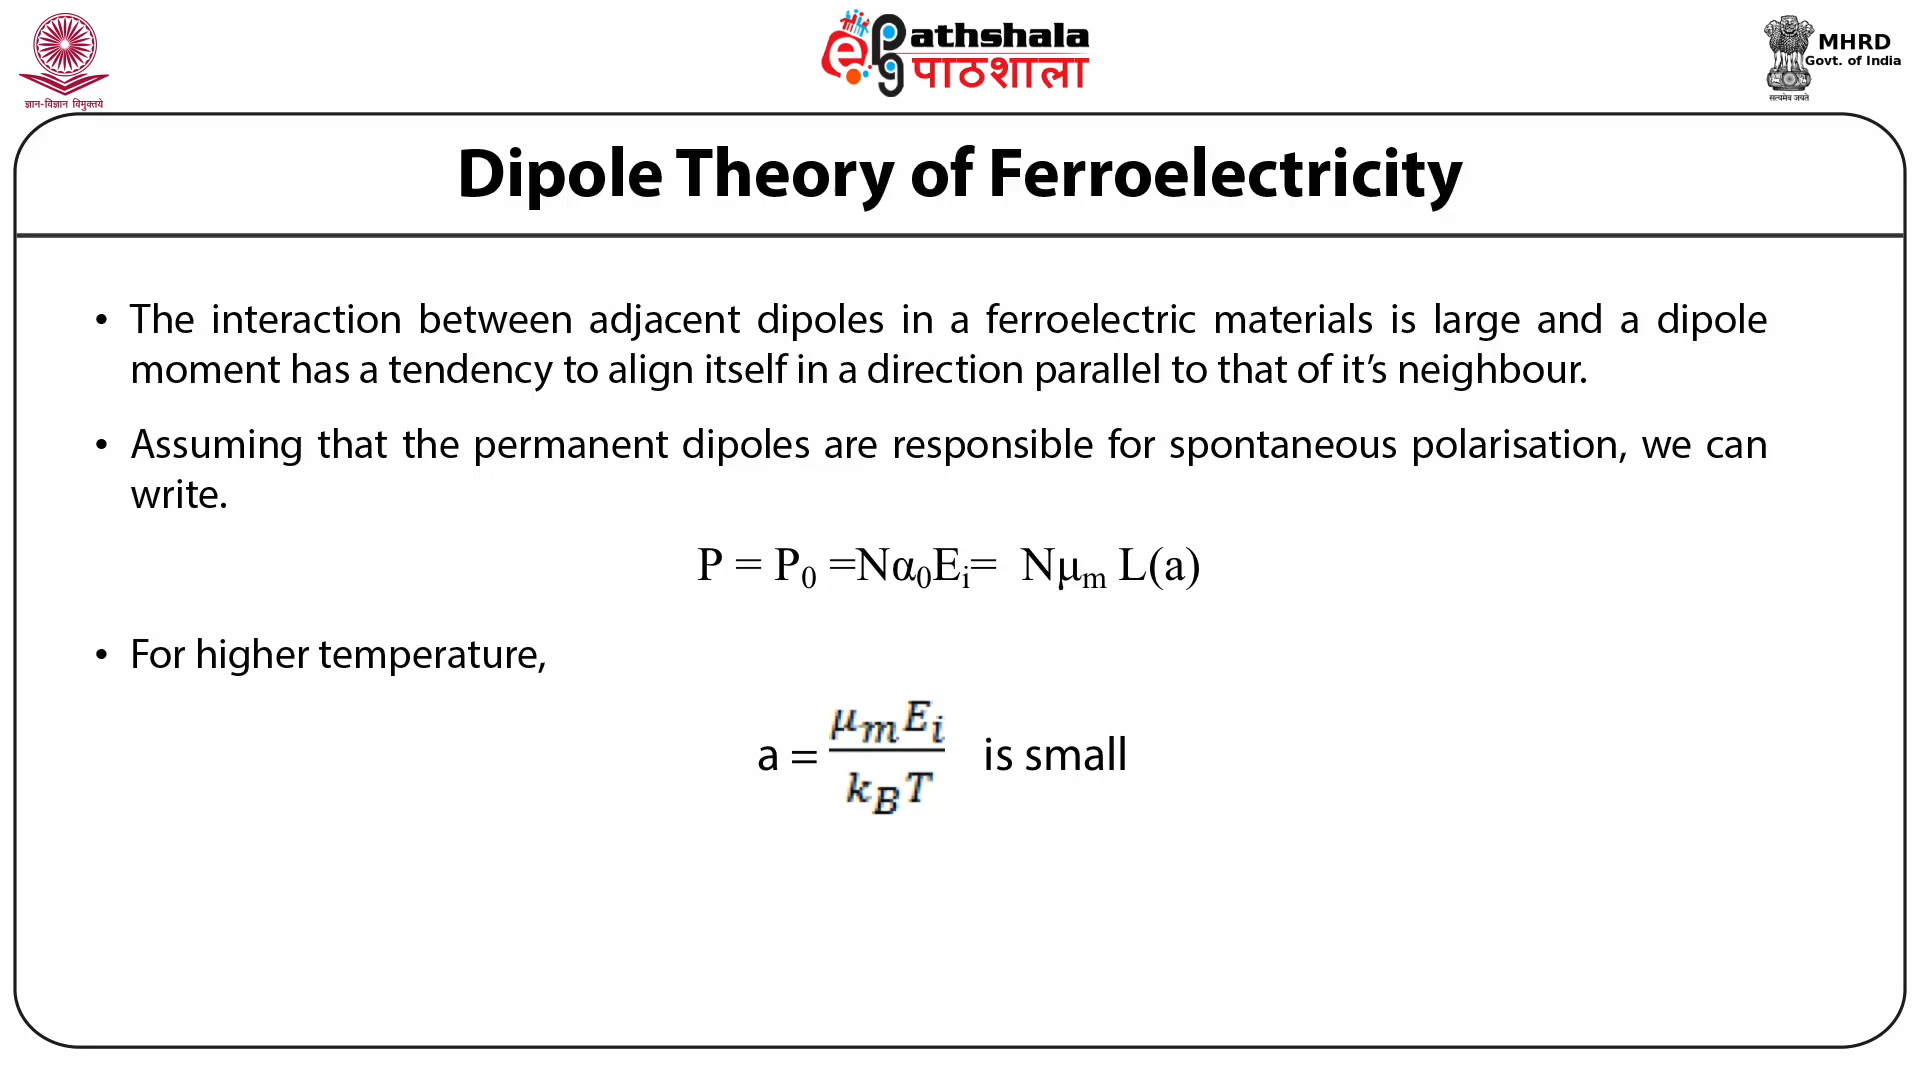 ज्ञान-विज्ञान विमुक्तये
ePathshala
पाठशाला
MHRD
Govt. of India
सत्यमेव जयते
Dipole Theory of Ferroelectricity
• The interaction between adjacent dipoles in a ferroelectric materials is large and a dipole
moment has a tendency to align itself in a direction parallel to that of it’s neighbour.
• Assuming that the permanent dipoles are responsible for spontaneous polarisation, we can
write.
P = P₀ =Nα₀Eᵢ= Nμₘ L(a)
• For higher temperature,
a = μₘEᵢ / k_BT is small